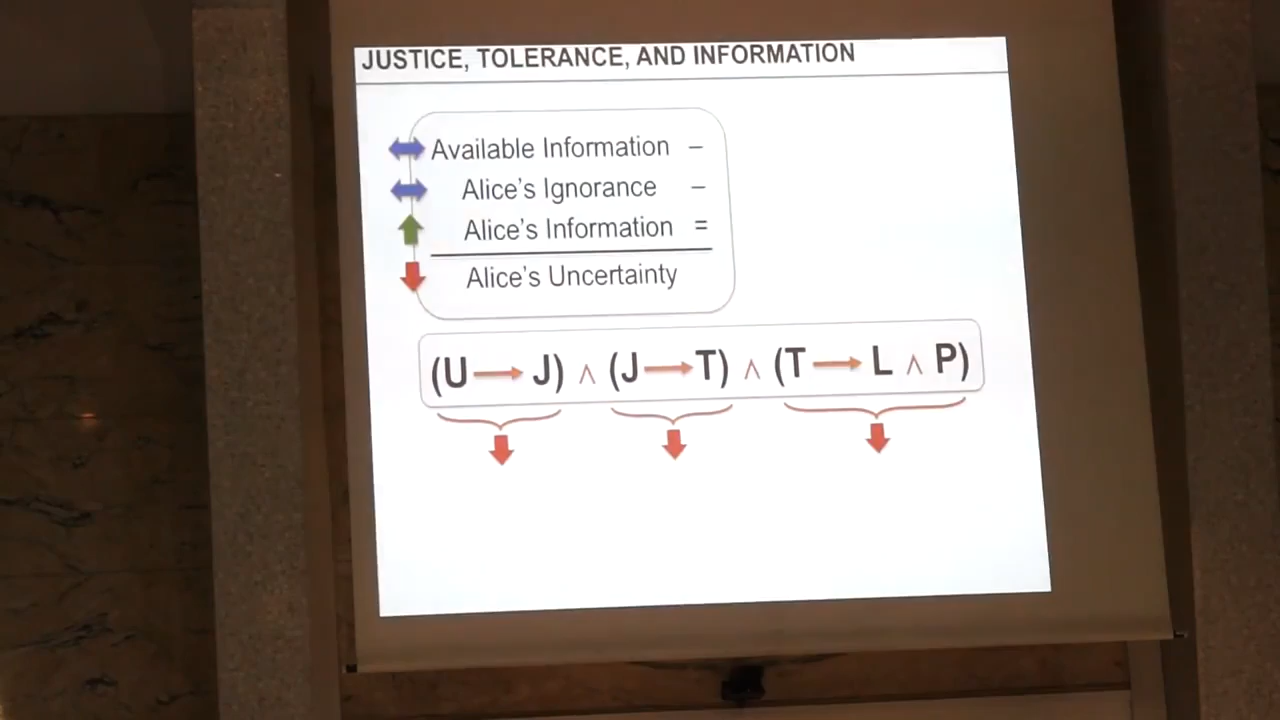 JUSTICE, TOLERANCE, AND INFORMATION
Available Information –
Alice's Ignorance –
Alice's Information =
Alice's Uncertainty
(U → J) ∧ (J → T) ∧ (T → L ∧ P)